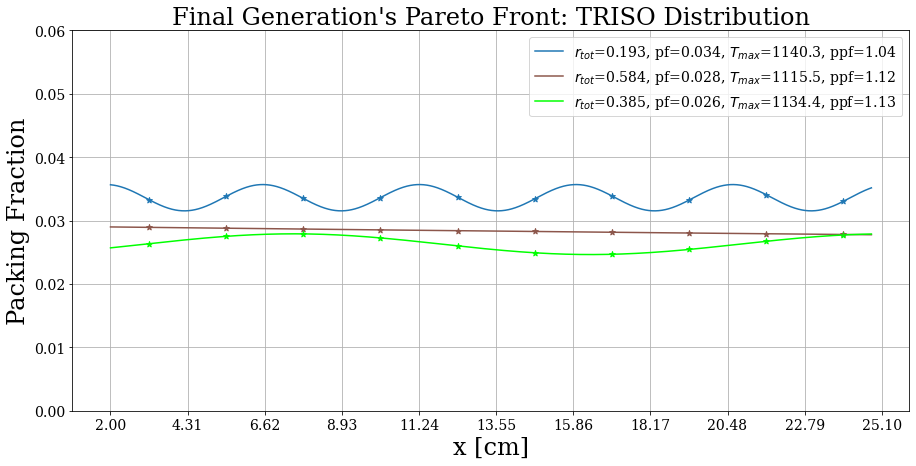 Final Generation's Pareto Front: TRISO Distribution
0.06
0.05
0.04
0.03
0.02
0.01
0.00
Packing Fraction
r_tot=0.193, pf=0.034, T_max=1140.3, ppf=1.04
r_tot=0.584, pf=0.028, T_max=1115.5, ppf=1.12
r_tot=0.385, pf=0.026, T_max=1134.4, ppf=1.13
2.00 4.31 6.62 8.93 11.24 13.55 15.86 18.17 20.48 22.79 25.10
x [cm]